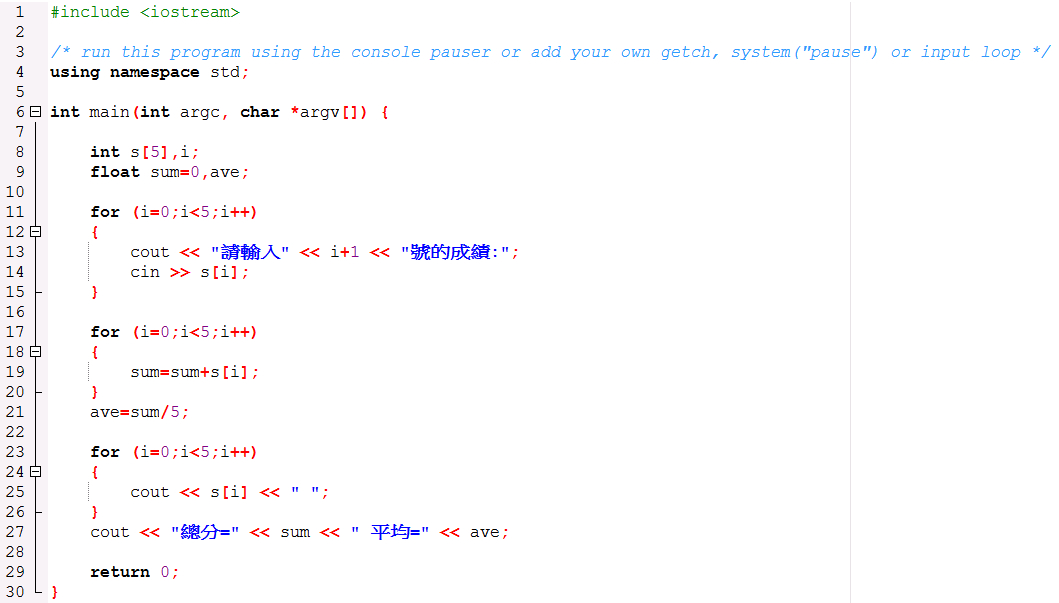 1 #include <iostream>
2
3 /* run this program using the console pauser or add your own getch, system("pause") or input loop */
4 using namespace std;
5
6 int main(int argc, char *argv[]) {
7
8     int s[5],i;
9     float sum=0,ave;
10
11     for (i=0;i<5;i++)
12     {
13         cout << "請輸入" << i+1 << "號的成績:";
14         cin >> s[i];
15     }
16
17     for (i=0;i<5;i++)
18     {
19         sum=sum+s[i];
20     }
21     ave=sum/5;
22
23     for (i=0;i<5;i++)
24     {
25         cout << s[i] << " ";
26     }
27     cout << "總分=" << sum << " 平均=" << ave;
28
29     return 0;
30 }